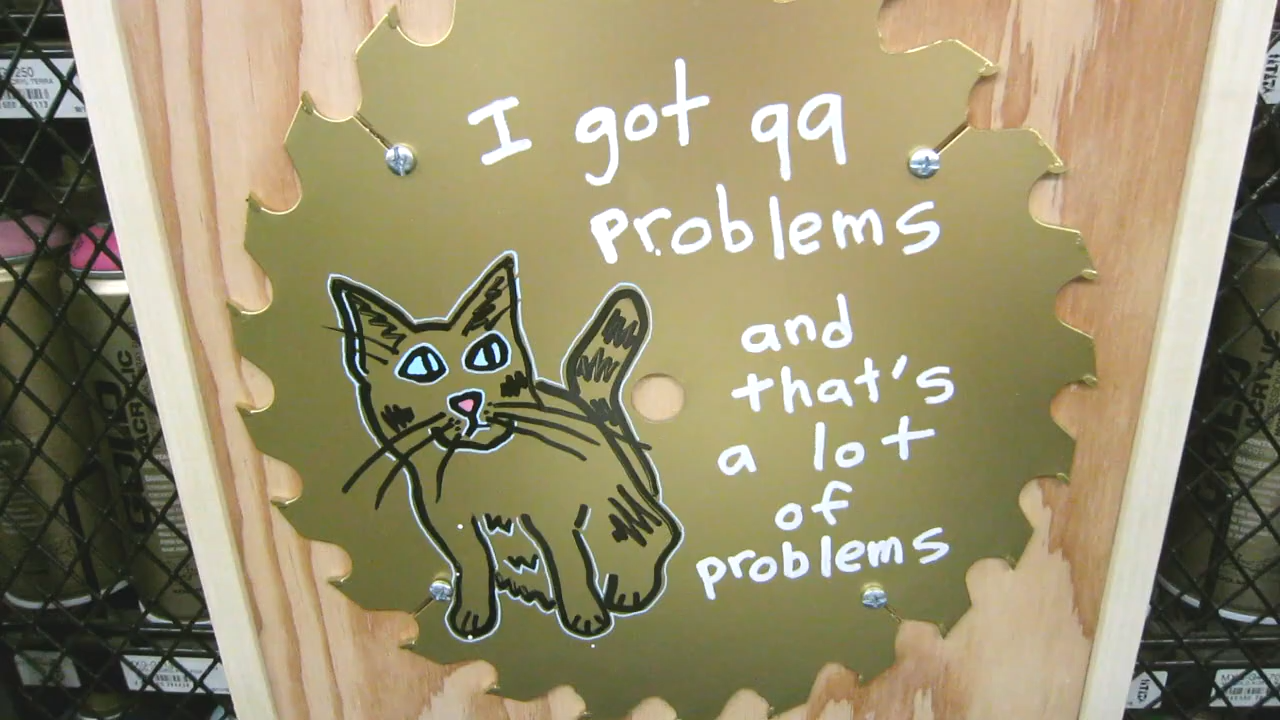 I got 99
problems
and
that's
a lot
of
problems